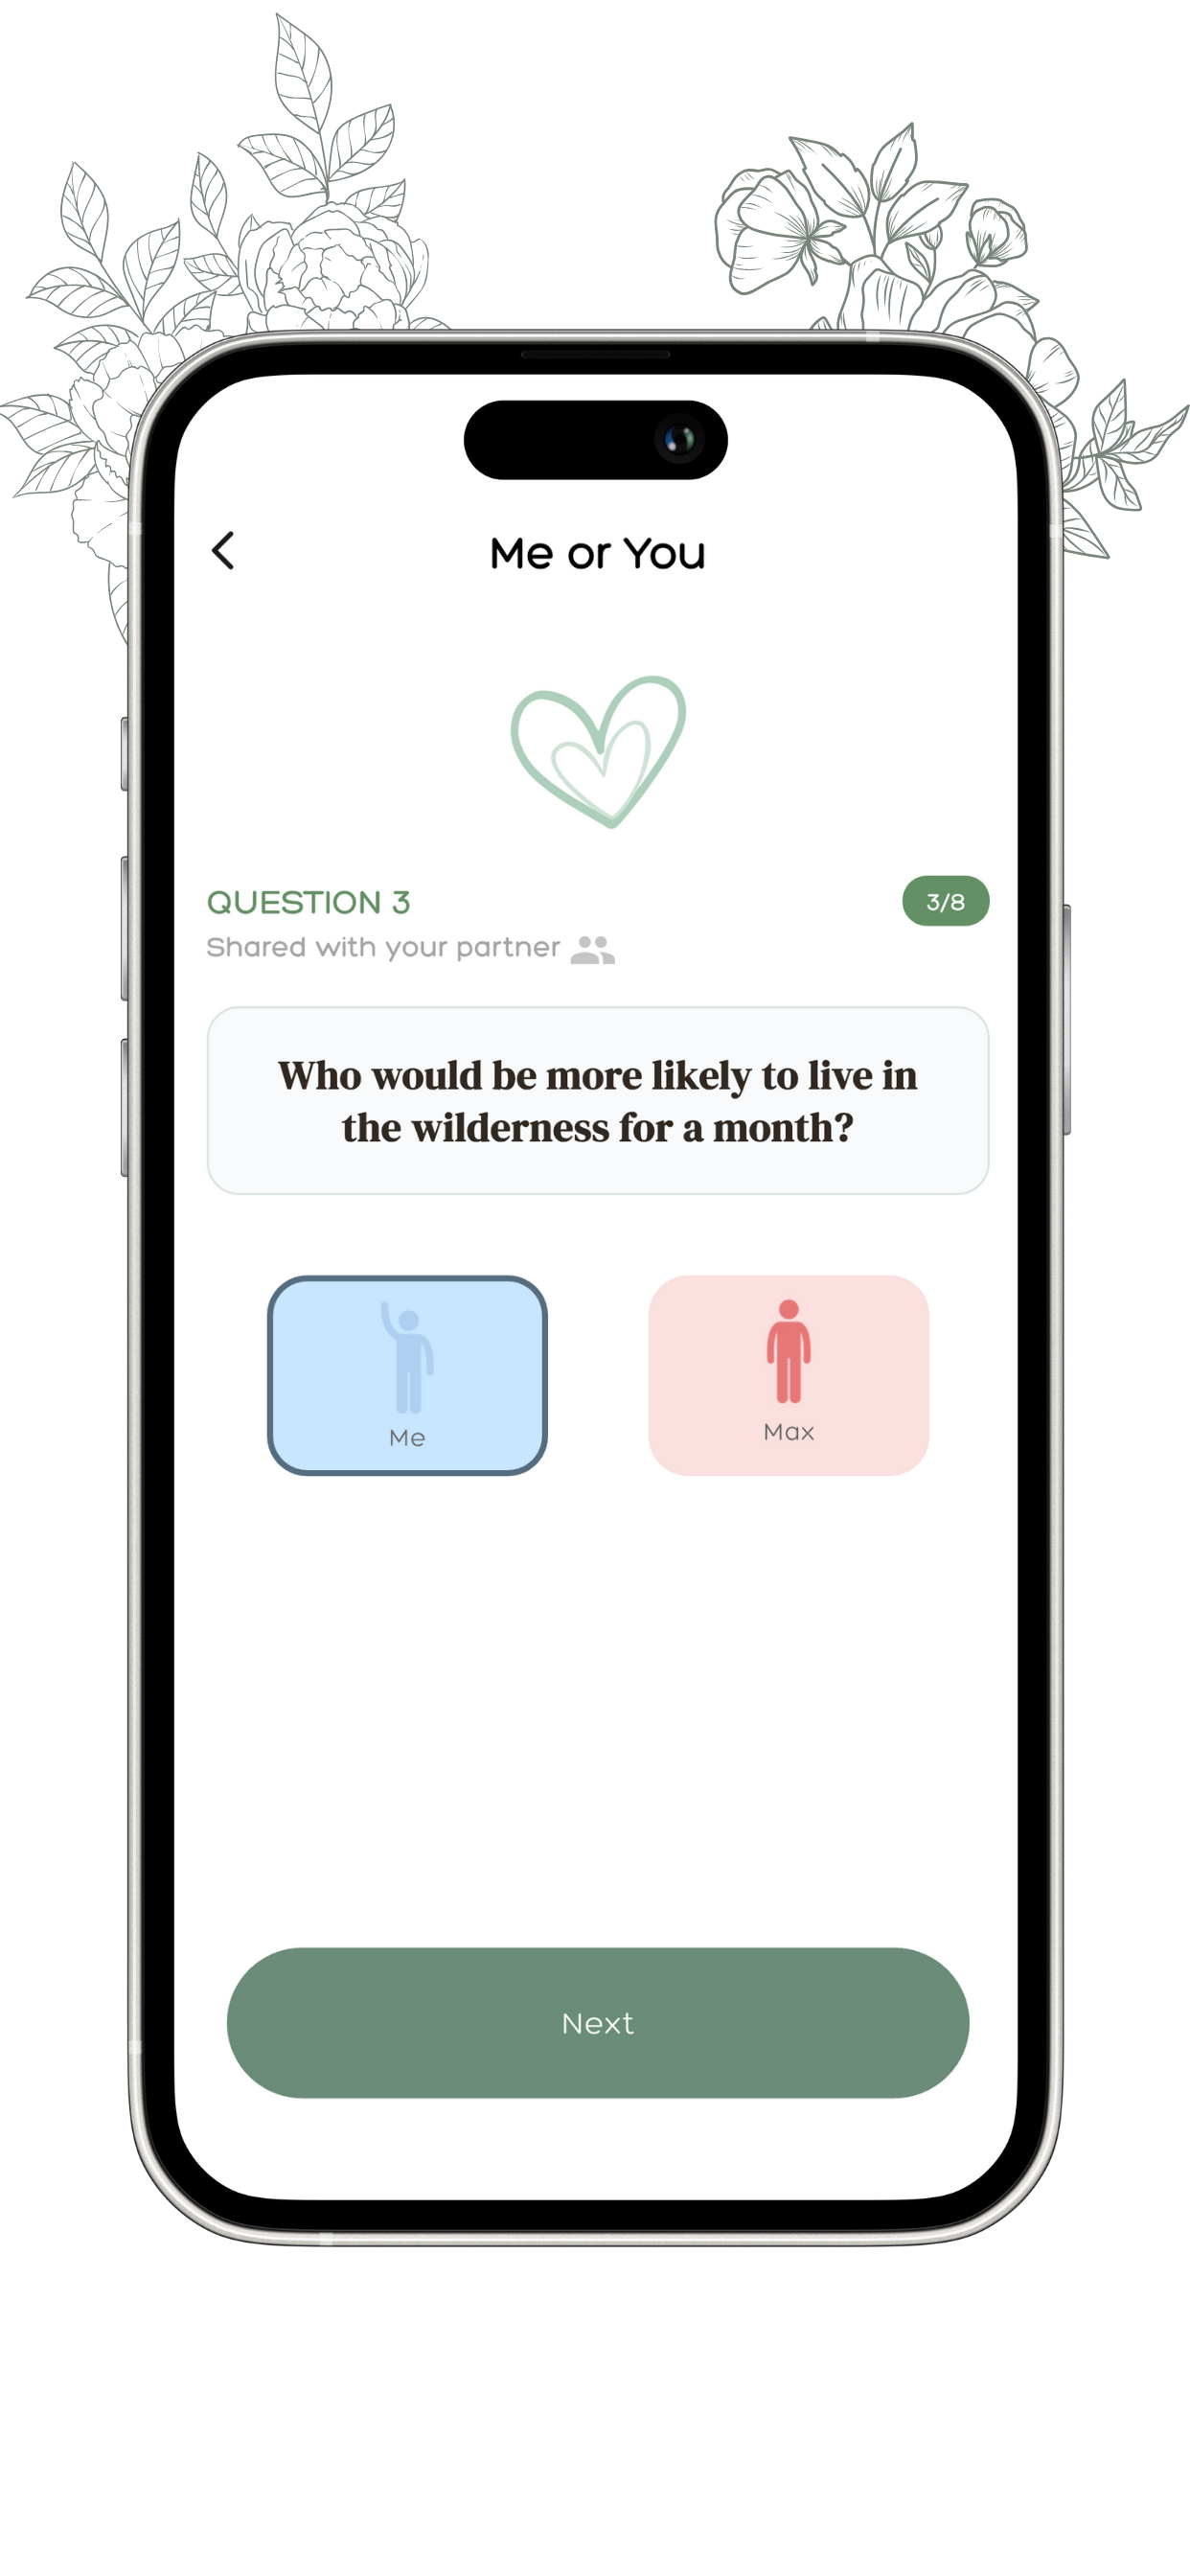 Me or You
QUESTION 3
3/8
Shared with your partner
Who would be more likely to live in
the wilderness for a month?
Me
Max
Next